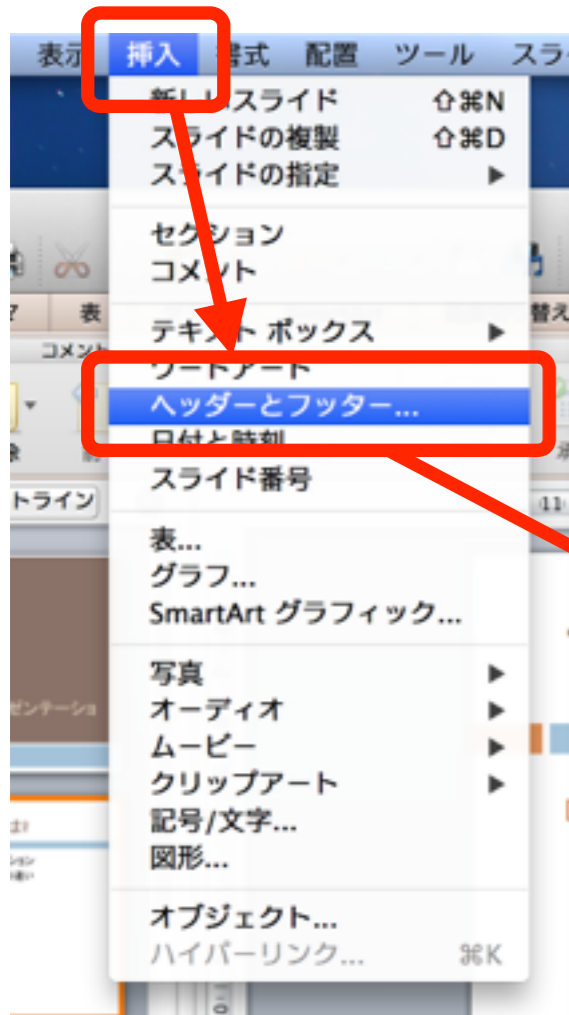 表示 挿入 書式 配置 ツール スラ
新しいスライド ⇧⌘N
スライドの複製 ⇧⌘D
スライドの指定 ▶
セクション
コメント
表 替え
コメント
テキスト ボックス ▶
ワードアート
ヘッダーとフッター...
日付と時刻
スライド番号
トライン
表...
グラフ...
SmartArt グラフィック...
写真 ▶
オーディオ ▶
ムービー ▶
クリップアート ▶
記号/文字...
図形...
オブジェクト...
ハイパーリンク... ⌘K